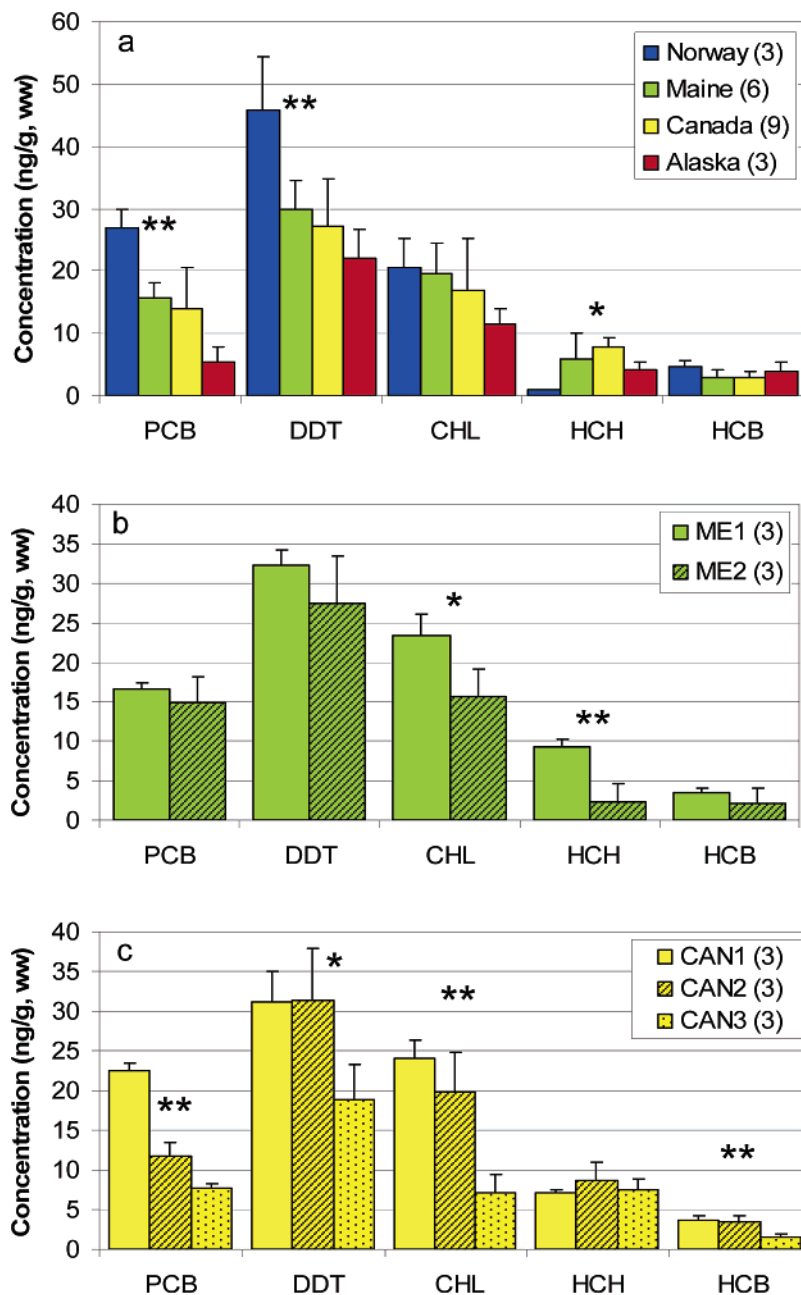 a
Concentration (ng/g, ww)
60
50
40
30
20
10
0
Norway (3)
Maine (6)
Canada (9)
Alaska (3)
**
**
*
PCB DDT CHL HCH HCB
b
Concentration (ng/g, ww)
40
35
30
25
20
15
10
5
0
ME1 (3)
ME2 (3)
*
**
PCB DDT CHL HCH HCB
c
Concentration (ng/g, ww)
40
35
30
25
20
15
10
5
0
CAN1 (3)
CAN2 (3)
CAN3 (3)
**
*
**
**
PCB DDT CHL HCH HCB